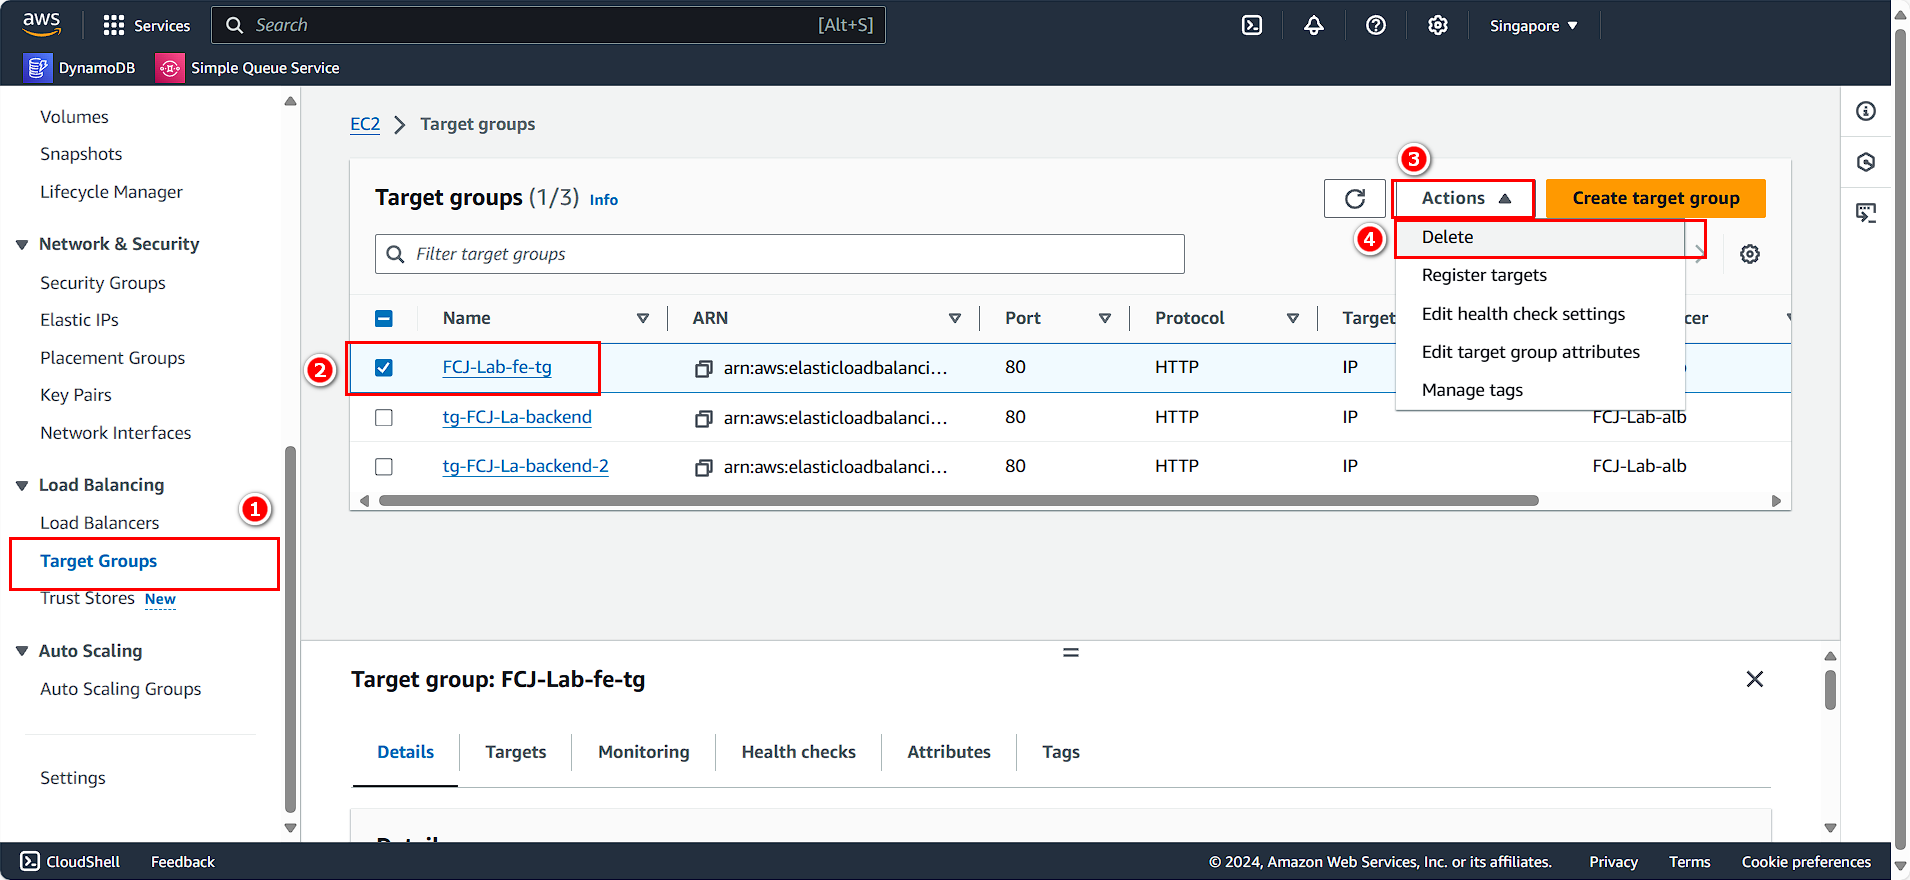 aws
Services
Search
[Alt+S]
Singapore
DynamoDB
Simple Queue Service
Volumes
Snapshots
Lifecycle Manager
Network & Security
Security Groups
Elastic IPs
Placement Groups
Key Pairs
Network Interfaces
Load Balancing
1
Load Balancers
Target Groups
Trust Stores New
Auto Scaling
Auto Scaling Groups
Settings
EC2 > Target groups
Target groups (1/3) Info
3
Actions
Create target group
Filter target groups
4
Delete
Register targets
Edit health check settings
Edit target group attributes
Manage tags
Name ARN Port Protocol Target cer
2
FCJ-Lab-fe-tg arn:aws:elasticloadbalanci... 80 HTTP IP
tg-FCJ-La-backend arn:aws:elasticloadbalanci... 80 HTTP IP FCJ-Lab-alb
tg-FCJ-La-backend-2 arn:aws:elasticloadbalanci... 80 HTTP IP FCJ-Lab-alb
Target group: FCJ-Lab-fe-tg
Details Targets Monitoring Health checks Attributes Tags
CloudShell Feedback © 2024, Amazon Web Services, Inc. or its affiliates. Privacy Terms Cookie preferences